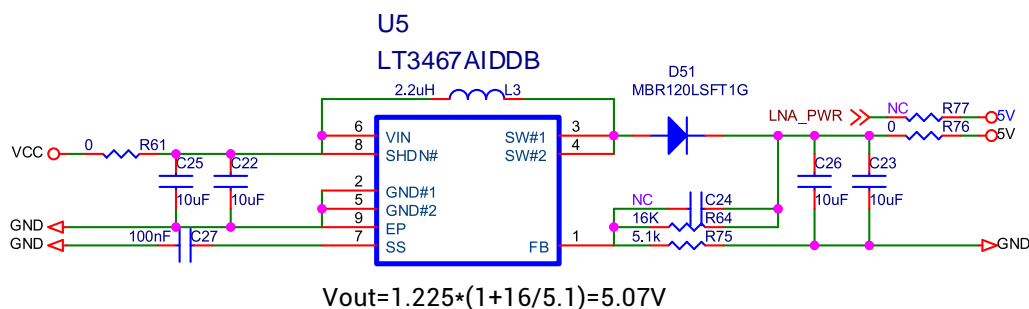 U5
LT3467AIDDB
D51
MBR120LSFT1G
2.2uH L3
LNA_PWR NC R77 5V
0 R76 5V
6 VIN SW#1 3
8 SHDN# SW#2 4
VCC 0 R61
C25 C22 C26 C23
10uF 10uF 10uF 10uF
2 GND#1
5 GND#2
NC C24
16K R64
GND 9 EP
5.1k R75
GND 100nF C27 7 SS FB 1 GND
Vout=1.225*(1+16/5.1)=5.07V